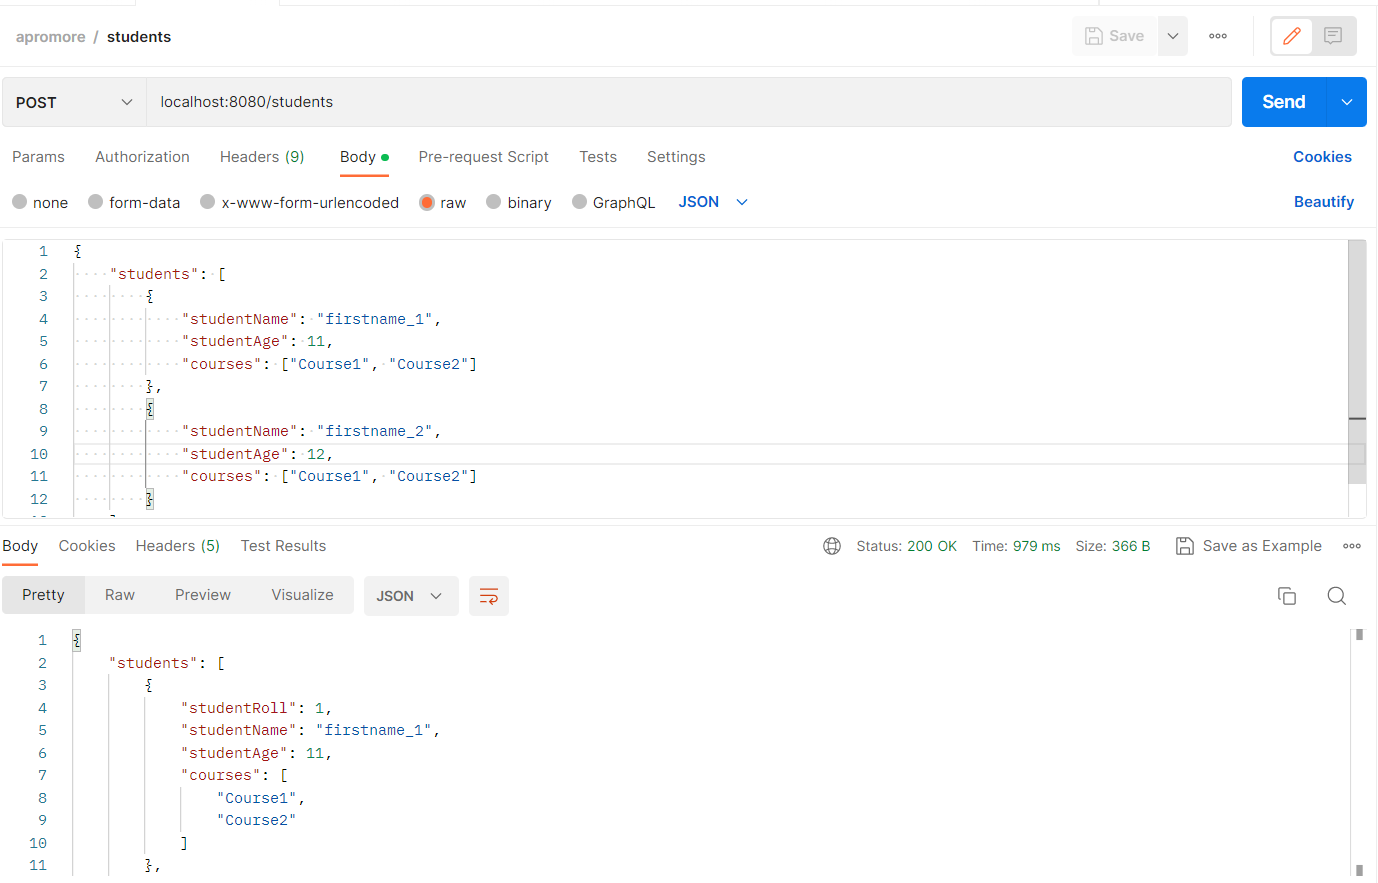 apromore / students
Save
POST
localhost:8080/students
Send
Params Authorization Headers (9) Body Pre-request Script Tests Settings Cookies
none form-data x-www-form-urlencoded raw binary GraphQL JSON Beautify
1 {
2 "students": [
3 {
4 "studentName": "firstname_1",
5 "studentAge": 11,
6 "courses": ["Course1", "Course2"]
7 },
8 {
9 "studentName": "firstname_2",
10 "studentAge": 12,
11 "courses": ["Course1", "Course2"]
12 }
Body Cookies Headers (5) Test Results Status: 200 OK Time: 979 ms Size: 366 B Save as Example
Pretty Raw Preview Visualize JSON
1 {
2 "students": [
3 {
4 "studentRoll": 1,
5 "studentName": "firstname_1",
6 "studentAge": 11,
7 "courses": [
8 "Course1",
9 "Course2"
10 ]
11 },